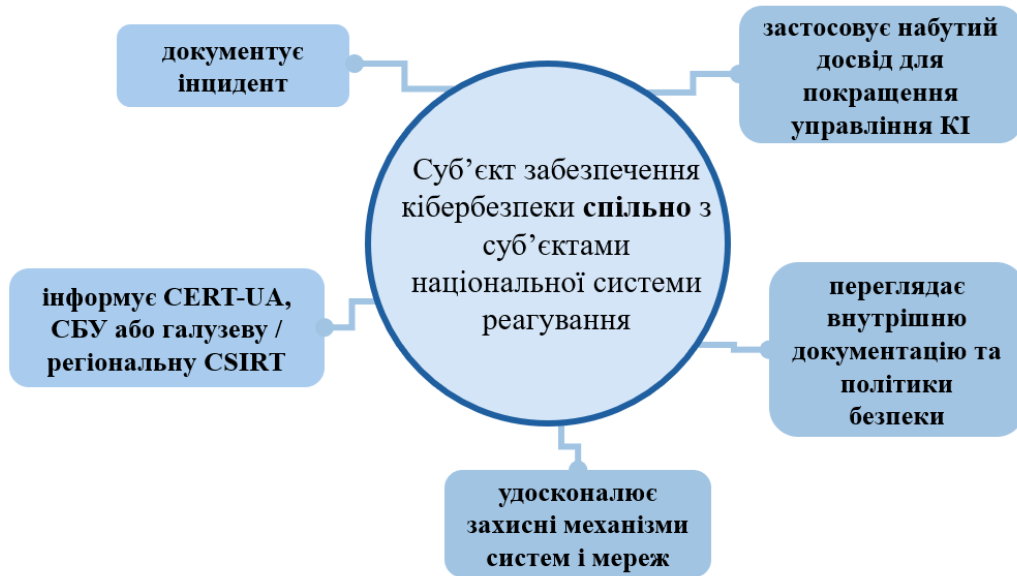 документує
інцидент
застосовує набутий
досвід для
покращення
управління КІ
Суб’єкт забезпечення
кібербезпеки спільно з
суб’єктами
національної системи
реагування
інформує CERT-UA,
СБУ або галузеву /
регіональну CSIRT
переглядає
внутрішню
документацію та
політики
безпеки
удосконалює
захисні механізми
систем і мереж